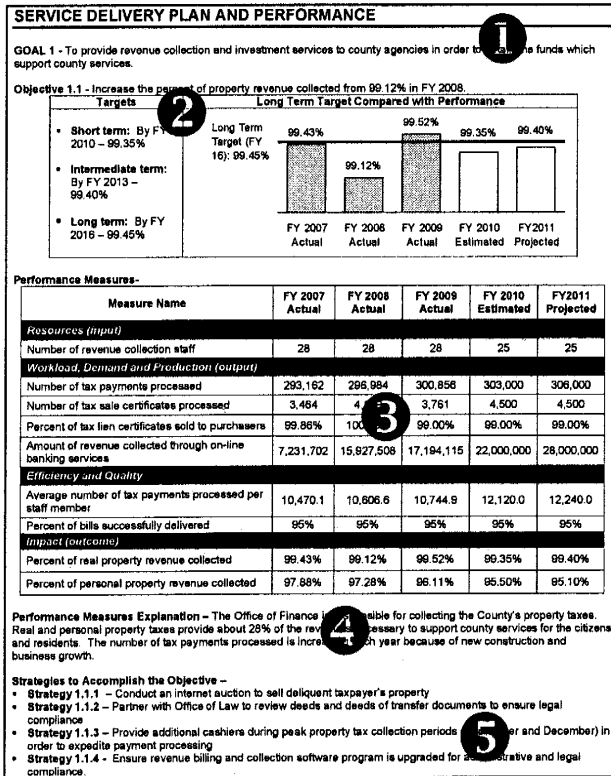 SERVICE DELIVERY PLAN AND PERFORMANCE
1
GOAL 1 - To provide revenue collection and investment services to county agencies in order to funds which
support county services.
Objective 1.1 - Increase the percent of property revenue collected from 99.12% in FY 2008.
2
Targets
• Short term: By FY
2010 – 99.35%
• Intermediate term:
By FY 2013 –
99.40%
• Long term: By FY
2016 – 99.45%
Long Term Target Compared with Performance
Long Term
Target (FY
16): 99.45%
99.43% 99.12% 99.52% 99.35% 99.40%
FY 2007 FY 2008 FY 2009 FY 2010 FY2011
Actual Actual Actual Estimated Projected
Performance Measures-
Measure Name FY 2007 Actual FY 2008 Actual FY 2009 Actual FY 2010 Estimated FY2011 Projected
Resources (input)
Number of revenue collection staff 28 28 28 25 25
Workload, Demand and Production (output)
Number of tax payments processed 293,162 296,984 300,856 303,000 306,000
Number of tax sale certificates processed 3,464 3,761 4,500 4,500
3
Percent of tax lien certificates sold to purchasers 99.86% 99.00% 99.00% 99.00%
Amount of revenue collected through on-line
banking services 7,231,702 15,927,508 17,194,115 22,000,000 28,000,000
Efficiency and Quality
Average number of tax payments processed per
staff member 10,470.1 10,606.6 10,744.9 12,120.0 12,240.0
Percent of bills successfully delivered 95% 95% 95% 95% 95%
Impact (outcome)
Percent of real property revenue collected 99.43% 99.12% 99.52% 99.35% 99.40%
Percent of personal property revenue collected 97.88% 97.28% 96.11% 95.50% 95.10%
Performance Measures Explanation – The Office of Finance for collecting the County's property taxes.
Real and personal property taxes provide about 28% of the necessary to support county services for the citizens
4
and residents. The number of tax payments processed is year because of new construction and
business growth.
Strategies to Accomplish the Objective –
• Strategy 1.1.1 – Conduct an internet auction to sell deliquent taxpayer's property
• Strategy 1.1.2 – Partner with Office of Law to review deeds and deeds of transfer documents to ensure legal
compliance
• Strategy 1.1.3 – Provide additional cashiers during peak property tax collection periods and December) in
order to expedite payment processing
5
• Strategy 1.1.4 - Ensure revenue billing and collection software program is upgraded for administrative and legal
compliance.